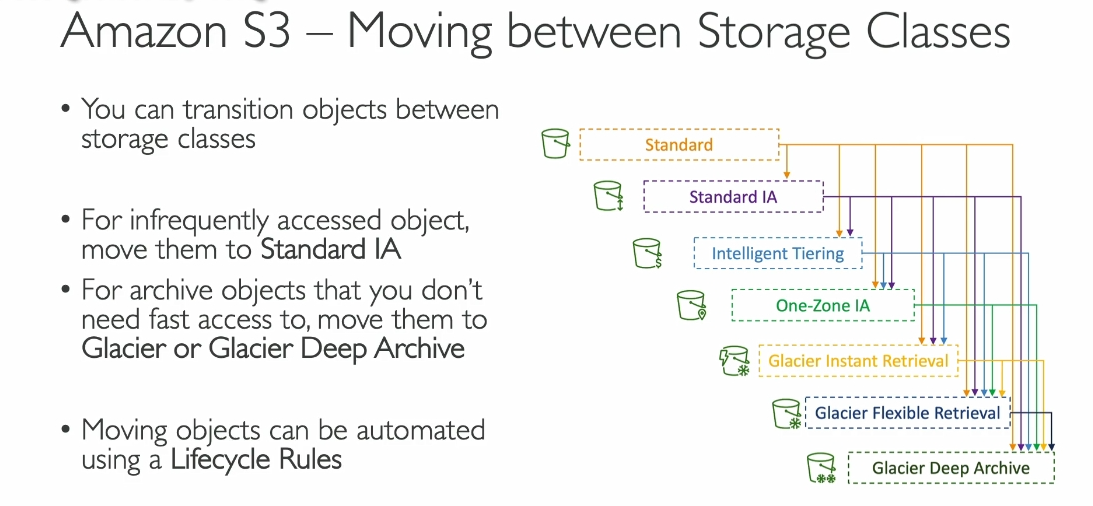 Amazon S3 – Moving between Storage Classes
• You can transition objects between
storage classes
• For infrequently accessed object,
move them to Standard IA
• For archive objects that you don’t
need fast access to, move them to
Glacier or Glacier Deep Archive
• Moving objects can be automated
using a Lifecycle Rules
Standard
Standard IA
Intelligent Tiering
One-Zone IA
Glacier Instant Retrieval
Glacier Flexible Retrieval
Glacier Deep Archive